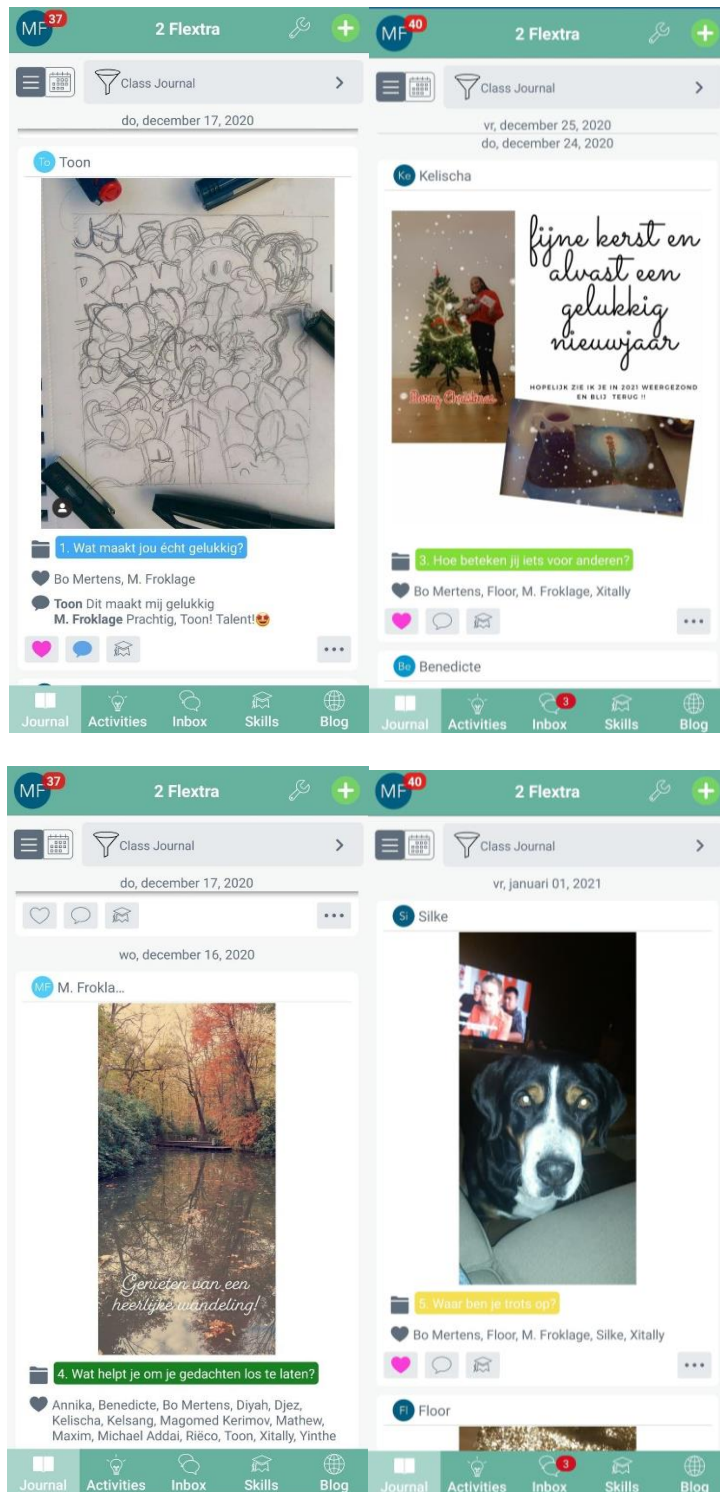 MF 37
2 Flextra
Class Journal
do, december 17, 2020
To Toon
1. Wat maakt jou écht gelukkig?
Bo Mertens, M. Froklage
Toon Dit maakt mij gelukkig
M. Froklage Prachtig, Toon! Talent!😍
Journal Activities Inbox Skills Blog
MF 40
2 Flextra
Class Journal
vr, december 25, 2020
do, december 24, 2020
Ke Kelischa
fijne kerst en
alvast een
gelukkig
nieuwjaar
HOPELIJK ZIE IK JE IN 2021 WEERGEZOND
EN BLIJ TERUG !!
Merry Christmas
3. Hoe beteken jij iets voor anderen?
Bo Mertens, Floor, M. Froklage, Xitally
Be Benedicte
3
Journal Activities Inbox Skills Blog
MF 37
2 Flextra
Class Journal
do, december 17, 2020
wo, december 16, 2020
MF M. Frokla...
Genieten van een
heerlijke wandeling!
4. Wat helpt je om je gedachten los te laten?
Annika, Benedicte, Bo Mertens, Diyah, Djez,
Kelischa, Kelsang, Magomed Kerimov, Mathew,
Maxim, Michael Addai, Riëco, Toon, Xitally, Yinthe
Journal Activities Inbox Skills Blog
MF 40
2 Flextra
Class Journal
vr, januari 01, 2021
Si Silke
5. Waar ben je trots op?
Bo Mertens, Floor, M. Froklage, Silke, Xitally
Fl Floor
3
Journal Activities Inbox Skills Blog